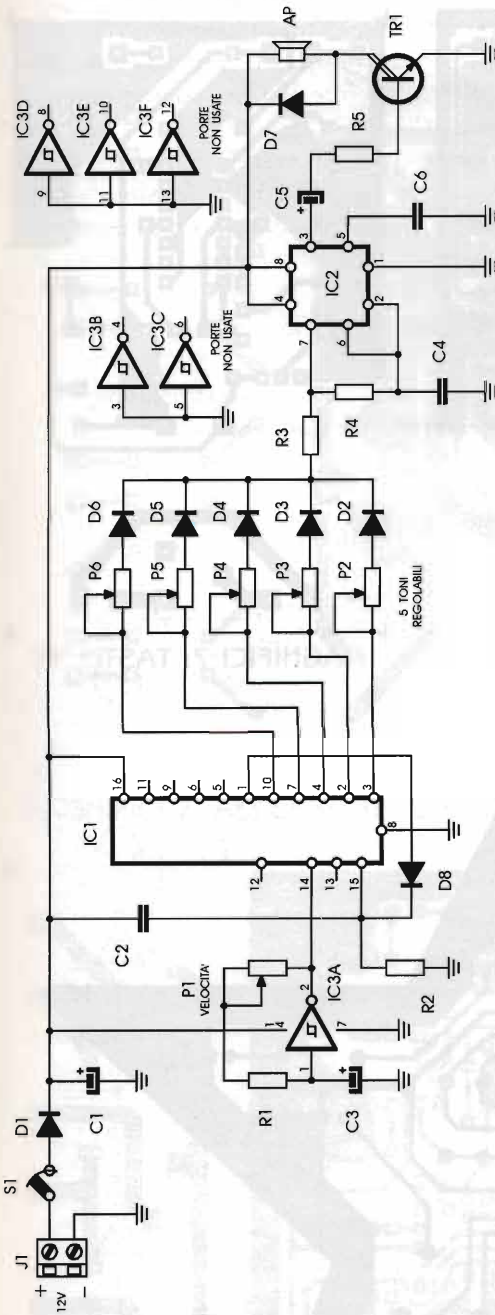 J1
+
12V
-
S1
D1
C1
+
R1
C3
+
P1
VELOCITA'
1
2
14
7
IC3A
C2
R2
D8
IC1
12
14
13
15
16
11
9
6
5
1
10
7
4
2
3
8
P6
D6
P5
D5
P4
D4
P3
D3
P2
D2
5 TONI
REGOLABILI
IC3B
3
4
IC3C
5
6
PORTE
NON USATE
IC3D
9
8
IC3E
11
10
IC3F
13
12
PORTE
NON USATE
R3
R4
C4
IC2
4
8
7
3
6
5
2
1
C5
+
C6
R5
D7
AP
TR1